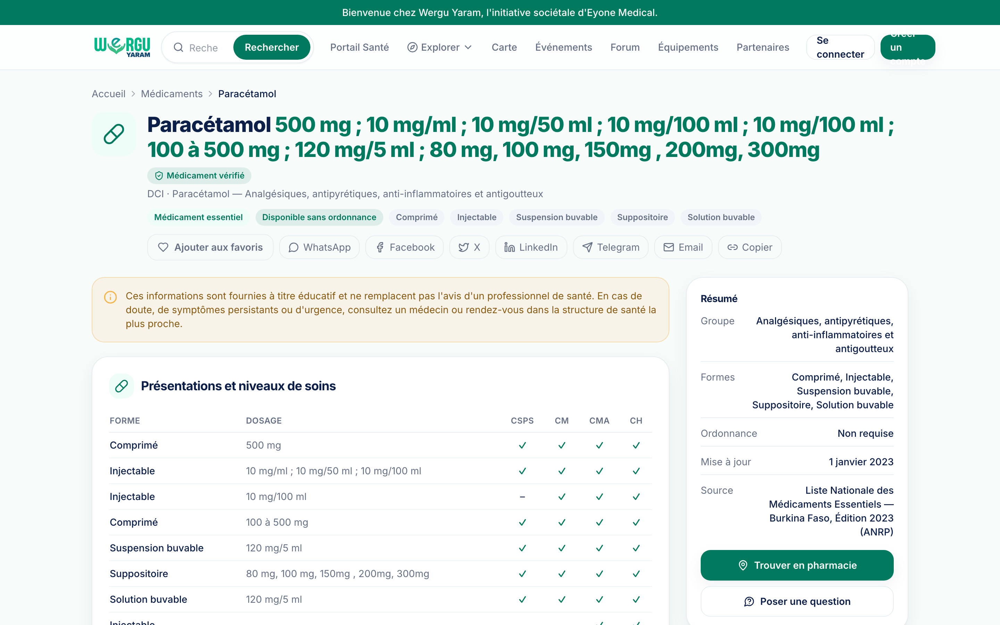 Bienvenue chez Wergu Yaram, l'initiative sociétale d'Eyone Medical.
WeRGU YARAM
Reche
Rechercher
Portail Santé
Explorer
Carte
Événements
Forum
Équipements
Partenaires
Se connecter
Créer un compte
Accueil > Médicaments > Paracétamol
Paracétamol 500 mg ; 10 mg/ml ; 10 mg/50 ml ; 10 mg/100 ml ; 10 mg/100 ml ;
100 à 500 mg ; 120 mg/5 ml ; 80 mg, 100 mg, 150mg , 200mg, 300mg
Médicament vérifié
DCI · Paracétamol — Analgésiques, antipyrétiques, anti-inflammatoires et antigoutteux
Médicament essentiel
Disponible sans ordonnance
Comprimé
Injectable
Suspension buvable
Suppositoire
Solution buvable
Ajouter aux favoris
WhatsApp
Facebook
X
LinkedIn
Telegram
Email
Copier
Ces informations sont fournies à titre éducatif et ne remplacent pas l'avis d'un professionnel de santé. En cas de
doute, de symptômes persistants ou d'urgence, consultez un médecin ou rendez-vous dans la structure de santé la
plus proche.
Présentations et niveaux de soins
FORME DOSAGE CSPS CM CMA CH
Comprimé 500 mg ✓ ✓ ✓ ✓
Injectable 10 mg/ml ; 10 mg/50 ml ; 10 mg/100 ml ✓ ✓ ✓ ✓
Injectable 10 mg/100 ml – ✓ ✓ ✓
Comprimé 100 à 500 mg ✓ ✓ ✓ ✓
Suspension buvable 120 mg/5 ml ✓ ✓ ✓ ✓
Suppositoire 80 mg, 100 mg, 150mg , 200mg, 300mg ✓ ✓ ✓ ✓
Solution buvable 120 mg/5 ml ✓ ✓ ✓ ✓
Injectable
Résumé
Groupe Analgésiques, antipyrétiques,
anti-inflammatoires et
antigoutteux
Formes Comprimé, Injectable,
Suspension buvable,
Suppositoire, Solution buvable
Ordonnance Non requise
Mise à jour 1 janvier 2023
Source Liste Nationale des
Médicaments Essentiels —
Burkina Faso, Édition 2023
(ANRP)
Trouver en pharmacie
Poser une question